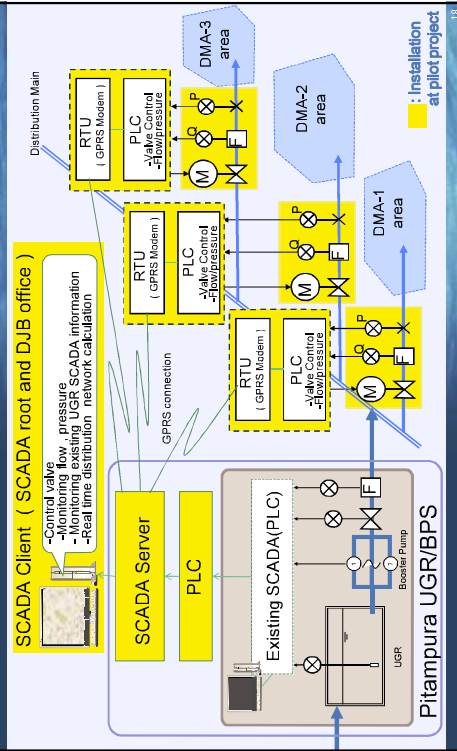 SCADA Client ( SCADA root and DJB office )
-Control valve
-Monitoring flow , pressure
- Monitoring existing UGR SCADA information
-Real time distribution network calculation
SCADA Server
PLC
Existing SCADA(PLC)
UGR
1
2
Booster Pump
F
Pitampura UGR/BPS
GPRS connection
Distribution Main
RTU
( GPRS Modem )
PLC
-Valve Control
-Flow/pressure
M
Q
P
F
DMA-1
area
RTU
( GPRS Modem )
PLC
-Valve Control
-Flow/pressure
M
Q
P
F
DMA-2
area
RTU
( GPRS Modem )
PLC
-Valve Control
-Flow/pressure
M
Q
P
F
DMA-3
area
: Installation
at pilot project
18